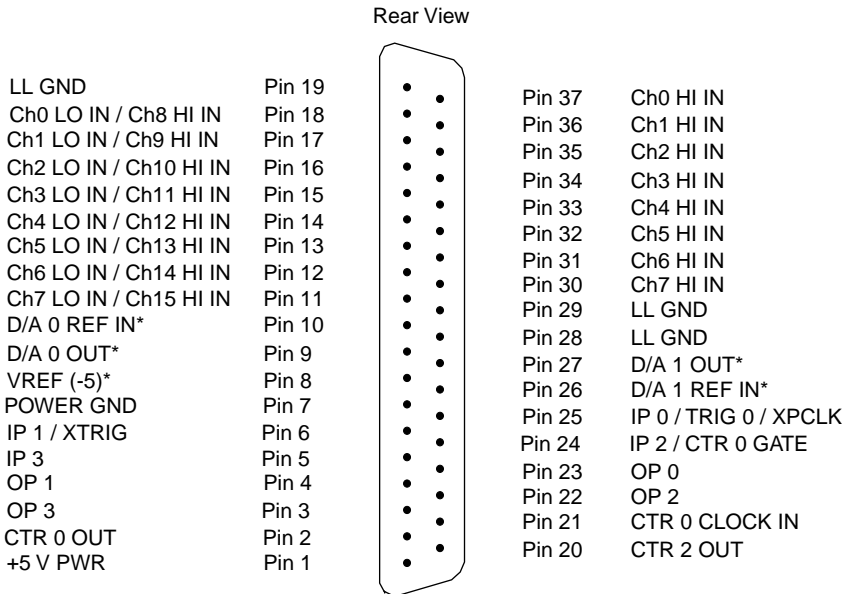 Rear View
LL GND Pin 19
Ch0 LO IN / Ch8 HI IN Pin 18
Ch1 LO IN / Ch9 HI IN Pin 17
Ch2 LO IN / Ch10 HI IN Pin 16
Ch3 LO IN / Ch11 HI IN Pin 15
Ch4 LO IN / Ch12 HI IN Pin 14
Ch5 LO IN / Ch13 HI IN Pin 13
Ch6 LO IN / Ch14 HI IN Pin 12
Ch7 LO IN / Ch15 HI IN Pin 11
D/A 0 REF IN* Pin 10
D/A 0 OUT* Pin 9
VREF (-5)* Pin 8
POWER GND Pin 7
IP 1 / XTRIG Pin 6
IP 3 Pin 5
OP 1 Pin 4
OP 3 Pin 3
CTR 0 OUT Pin 2
+5 V PWR Pin 1
Pin 37 Ch0 HI IN
Pin 36 Ch1 HI IN
Pin 35 Ch2 HI IN
Pin 34 Ch3 HI IN
Pin 33 Ch4 HI IN
Pin 32 Ch5 HI IN
Pin 31 Ch6 HI IN
Pin 30 Ch7 HI IN
Pin 29 LL GND
Pin 28 LL GND
Pin 27 D/A 1 OUT*
Pin 26 D/A 1 REF IN*
Pin 25 IP 0 / TRIG 0 / XPCLK
Pin 24 IP 2 / CTR 0 GATE
Pin 23 OP 0
Pin 22 OP 2
Pin 21 CTR 0 CLOCK IN
Pin 20 CTR 2 OUT